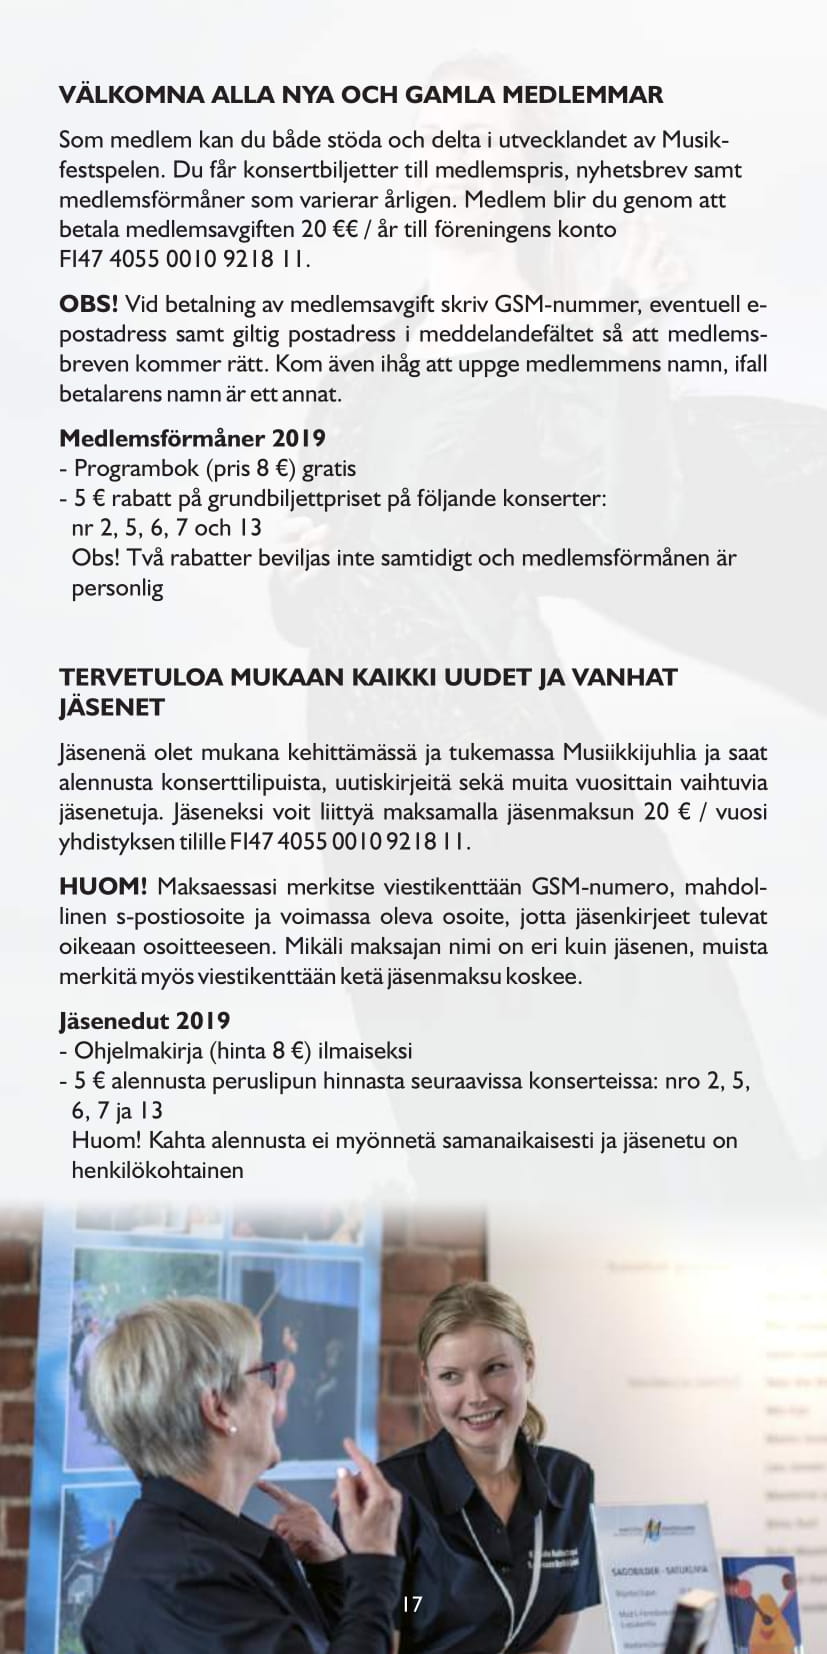 VÄLKOMNA ALLA NYA OCH GAMLA MEDLEMMAR
Som medlem kan du både stöda och delta i utvecklandet av Musik-
festspelen. Du får konsertbiljetter till medlemspris, nyhetsbrev samt
medlemsförmåner som varierar årligen. Medlem blir du genom att
betala medlemsavgiften 20 €€ / år till föreningens konto
FI47 4055 0010 9218 11.
OBS! Vid betalning av medlemsavgift skriv GSM-nummer, eventuell e-
postadress samt giltig postadress i meddelandefältet så att medlems-
breven kommer rätt. Kom även ihåg att uppge medlemmens namn, ifall
betalarens namn är ett annat.
Medlemsförmåner 2019
- Programbok (pris 8 €) gratis
- 5 € rabatt på grundbiljettpriset på följande konserter:
nr 2, 5, 6, 7 och 13
Obs! Två rabatter beviljas inte samtidigt och medlemsförmånen är
personlig
TERVETULOA MUKAAN KAIKKI UUDET JA VANHAT
JÄSENET
Jäsenenä olet mukana kehittämässä ja tukemassa Musiikkijuhlia ja saat
alennusta konserttilipuista, uutiskirjeitä sekä muita vuosittain vaihtuvia
jäsenetuja. Jäseneksi voit liittyä maksamalla jäsenmaksun 20 € / vuosi
yhdistyksen tilille FI47 4055 0010 9218 11.
HUOM! Maksaessasi merkitse viestikenttään GSM-numero, mahdol-
linen s-postiosoite ja voimassa oleva osoite, jotta jäsenkirjeet tulevat
oikeaan osoitteeseen. Mikäli maksajan nimi on eri kuin jäsenen, muista
merkitä myös viestikenttään ketä jäsenmaksu koskee.
Jäsenedut 2019
- Ohjelmakirja (hinta 8 €) ilmaiseksi
- 5 € alennusta peruslipun hinnasta seuraavissa konserteissa: nro 2, 5,
6, 7 ja 13
Huom! Kahta alennusta ei myönnetä samanaikaisesti ja jäsenetu on
henkilökohtainen
SAGOBILDER - SATUKUVIA
17